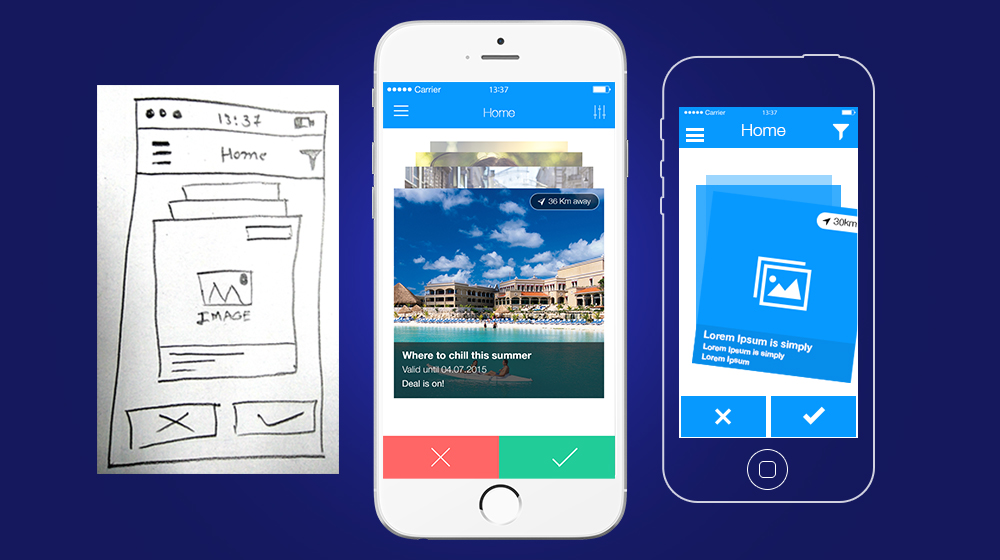 13:37
Home
IMAGE
Carrier
13:37
Home
36 Km away
Where to chill this summer
Valid until 04.07.2015
Deal is on!
Carrier
13:37
Home
30km
Lorem Ipsum is simply
Lorem Ipsum is simply
Lorem Ipsum